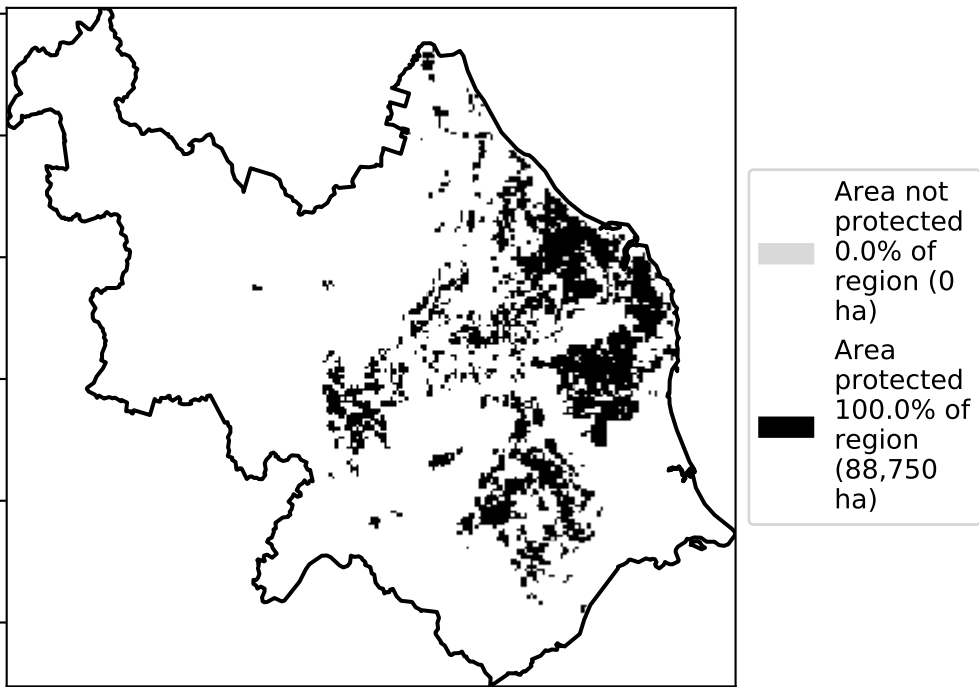 Area not
protected
0.0% of
region (0
ha)
Area
protected
100.0% of
region
(88,750
ha)